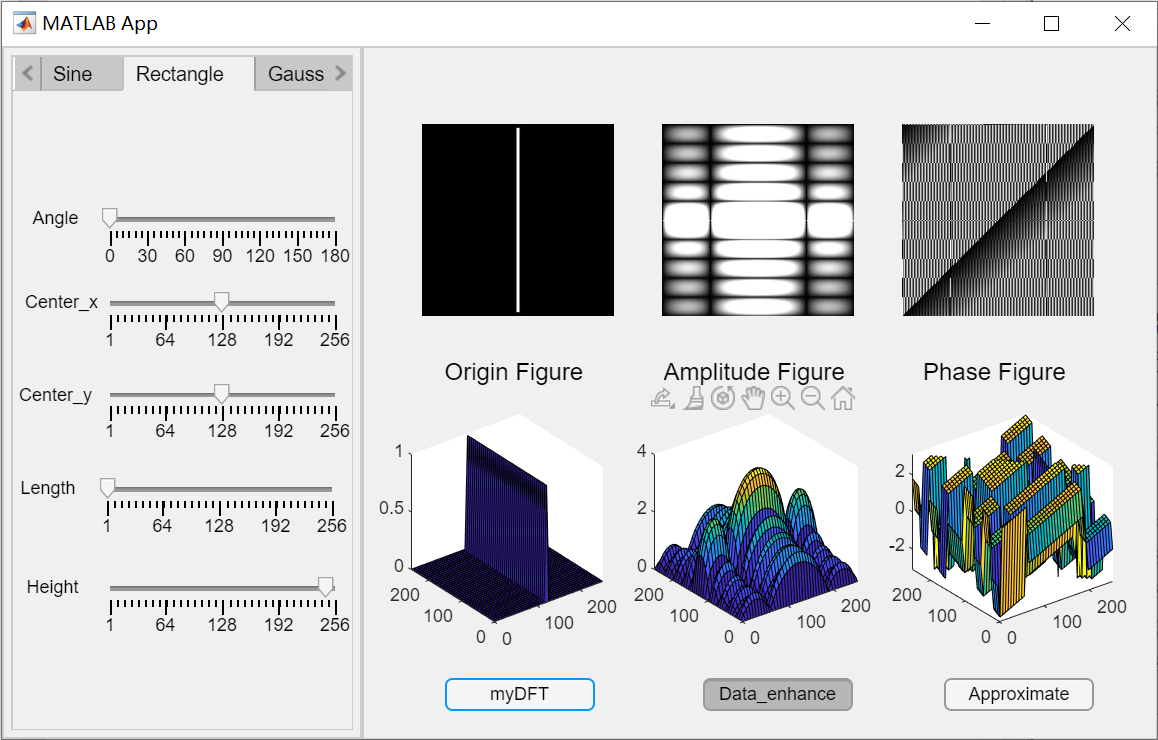 MATLAB App
Sine Rectangle Gauss
Angle
0 30 60 90 120 150 180
Center_x
1 64 128 192 256
Center_y
1 64 128 192 256
Length
1 64 128 192 256
Height
1 64 128 192 256
Origin Figure Amplitude Figure Phase Figure
1
0.5
0
200
100
0
0
100
200
4
2
0
200
100
0
0
100
200
2
0
-2
200
100
0
0
100
200
myDFT Data_enhance Approximate